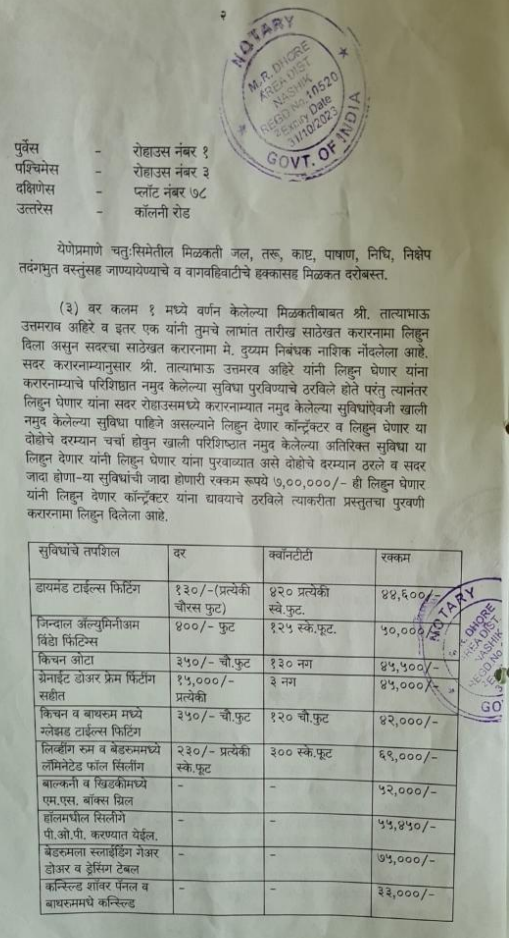 २
NOTARY
M.R. DHORE
AREA DIST
NASHIK
REGD No. 10520
Expiry Date
31/10/2023
GOVT. OF INDIA
पुर्वेस - रोहाउस नंबर १
पश्चिमेस - रोहाउस नंबर ३
दक्षिणेस - प्लॉट नंबर ७८
उत्तरेस - कॉलनी रोड
येणेप्रमाणे चतुःसिमेतील मिळकती जल, तरू, काष्ट, पाषाण, निधि, निक्षेप
तदंगभुत वस्तुंसह जाण्यायेण्याचे व वागवहिवाटीचे हक्कासह मिळकत दरोबस्त.
(३) वर कलम १ मध्ये वर्णन केलेल्या मिळकतीबाबत श्री. तात्याभाऊ
उत्तमराव अहिरे व इतर एक यांनी तुमचे लाभांत तारीख साठेखत करारनामा लिहुन
दिला असुन सदरचा साठेखत करारनामा मे. दुय्यम निबंधक नाशिक नोंदलेला आहे.
सदर करारनाम्यानुसार श्री. तात्याभाऊ उत्तमरव अहिरे यांनी लिहुन घेणार यांना
करारनाम्याचे परिशिष्ठात नमुद केलेल्या सुविधा पुरविण्याचे ठरविले होते परंतु त्यानंतर
लिहुन घेणार यांना सदर रोहाउसमध्ये करारनाम्यात नमुद केलेल्या सुविधांऐवजी खाली
नमुद केलेल्या सुविधा पाहिजे असल्याने लिहुन देणार कॉन्ट्रॅक्टर व लिहुन घेणार या
दोहोचे दरम्यान चर्चा होवुन खाली परिशिष्ठात नमुद केलेल्या अतिरिक्त सुविधा या
लिहुन देणार यांनी लिहुन घेणार यांना पुरवाव्यात असे दोहोचे दरम्यान ठरले व सदर
जादा होणा-या सुविधांची जादा होणारी रक्कम रूपये ७,००,०००/- ही लिहुन घेणार
यांनी लिहुन देणार कॉन्ट्रॅक्टर यांना द्यावयाचे ठरविले त्याकरीता प्रस्तुतचा पुरवणी
करारनामा लिहुन दिलेला आहे.
सुविधांचे तपशिल दर क्वॉनटीटी रक्कम
डायमंड टाईल्स फिटिंग १३०/-(प्रत्येकी ४२० प्रत्येकी ४४,६००/-
चौरस फुट) स्वे.फुट.
जिन्दाल ॲल्युमिनीअम ४००/- फुट १२५ स्के.फूट. ५०,०००
विंडो फिंटिन्स
किचन ओटा ३५०/- चौ.फुट १३० नग ४५,५००/-
ग्रेनाईट डोअर फ्रेम फिंटींग १५,०००/- ३ नग ४५,०००/-
सहीत प्रत्येकी
किचन व बाथरुम मध्ये ३५०/- चौ.फुट १२० चौ.फुट ४२,०००/-
ग्लेझड टाईल्स फिटिंग
लिव्हींग रुम व बेडरुममध्ये २३०/- प्रत्येकी ३०० स्के.फूट ६९,०००/-
लॅमिनेटेड फॉल सिलींग स्के.फूट
बाल्कनी व खिडकीमध्ये - - ५२,०००/-
एम.एस. बॉक्स ग्रिल
हॉलमधील सिलींगे - - ५५,४५०/-
पी.ओ.पी. करण्यात येईल.
बेडरुमला स्लाईडिंग गेअर - - ७५,०००/-
डोअर व ड्रेसिंग टेबल
कन्स्लिड शॉवर पॅनल व - - ३३,०००/-
बाथरुममधे कन्स्लिड
NOTARY
DHORE
AREA DIST
NASHIK
REGD No